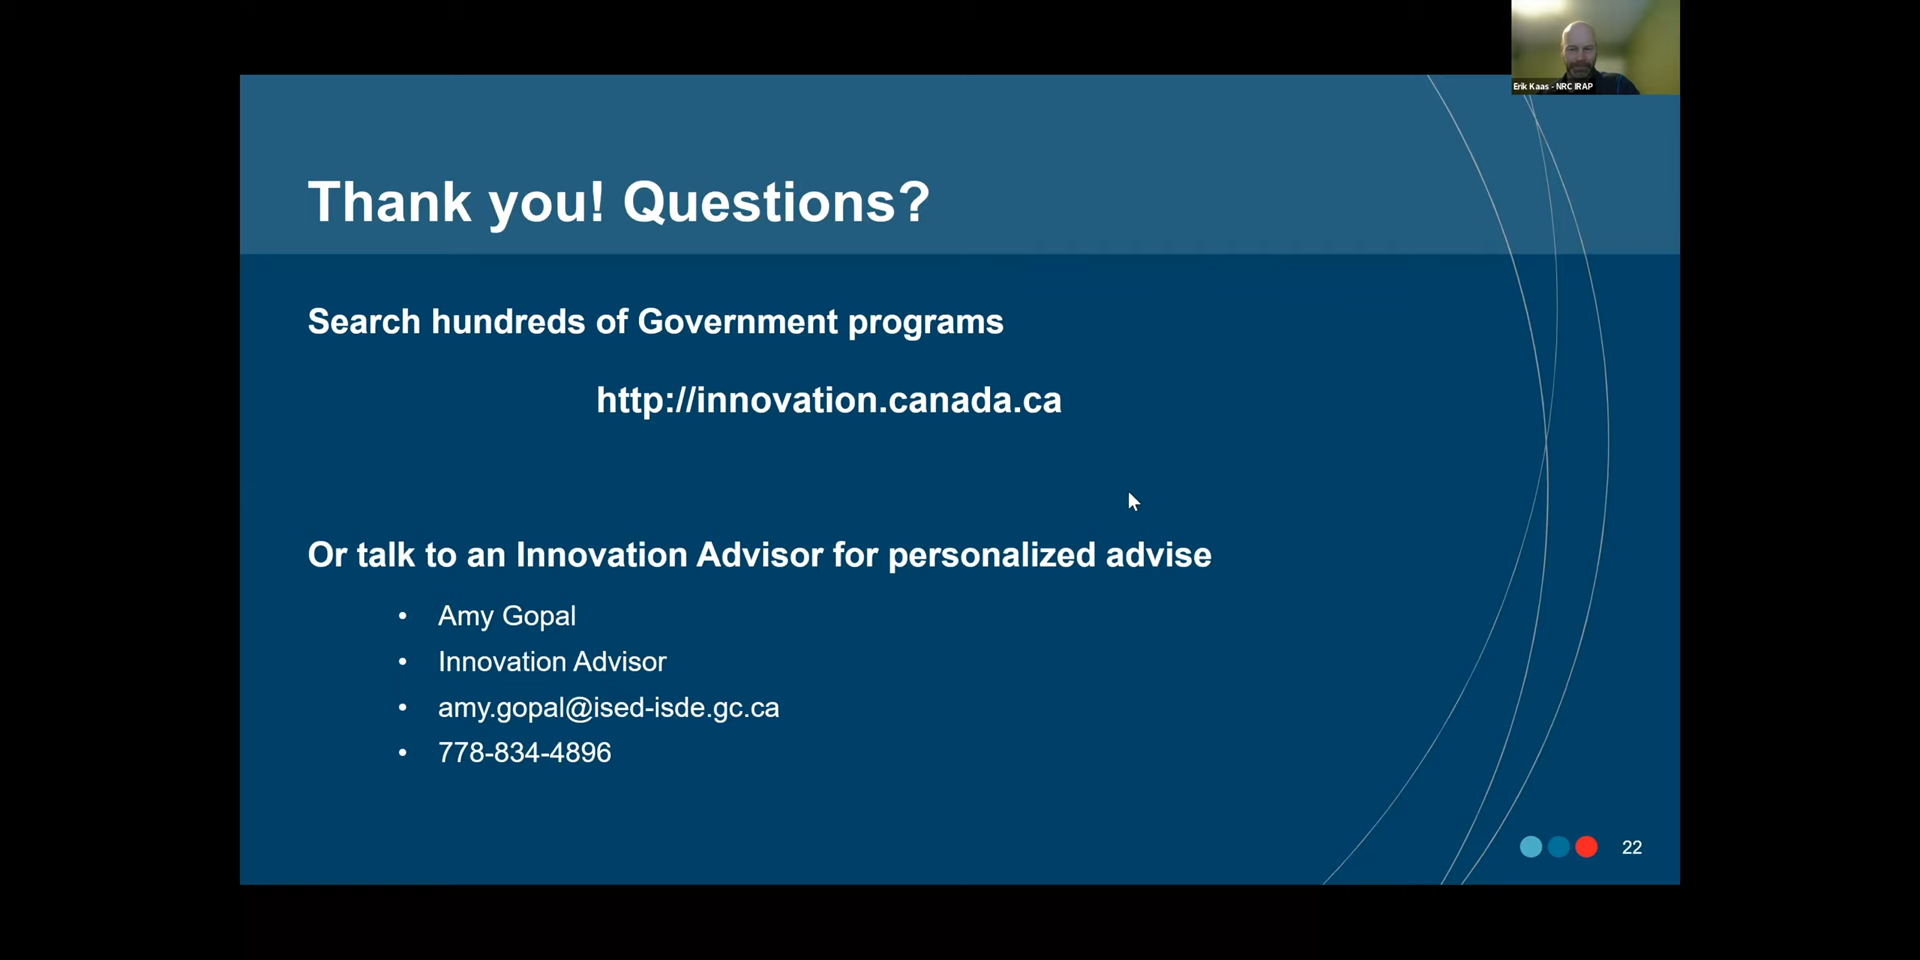 Erik Kaas - NRC IRAP
Thank you! Questions?
Search hundreds of Government programs
http://innovation.canada.ca
Or talk to an Innovation Advisor for personalized advise
• Amy Gopal
• Innovation Advisor
• amy.gopal@ised-isde.gc.ca
• 778-834-4896
22